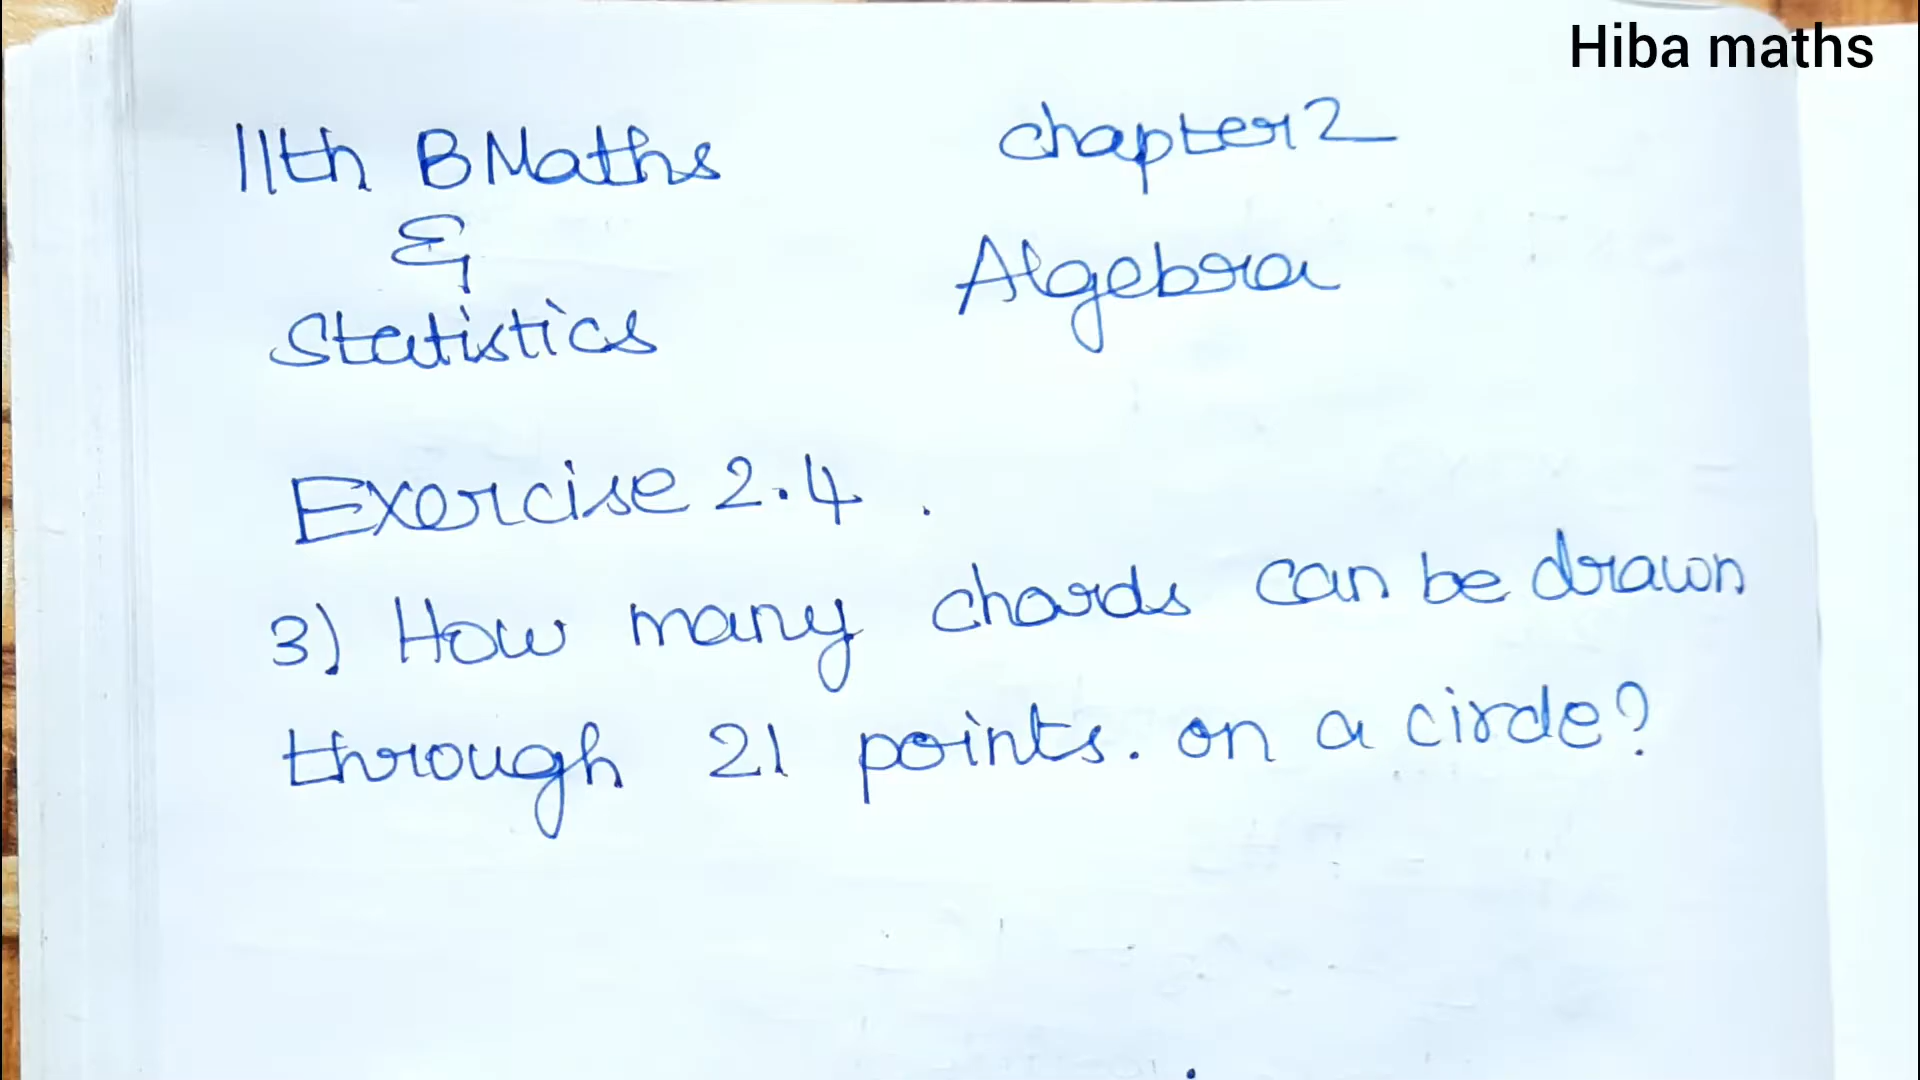 Hiba maths
11th B Maths
&
Statistics
chapter 2
Algebra
Exercise 2.4 .
3) How many chords can be drawn
through 21 points. on a circle?